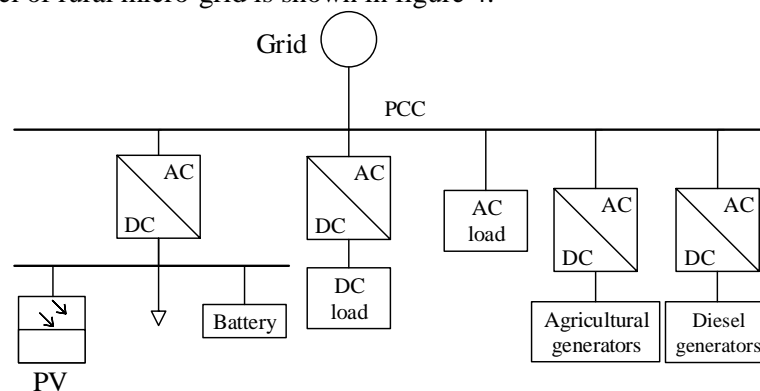 el of rural micro-grid is shown in figure 4.
Grid
PCC
AC
DC
AC
DC
AC
load
AC
DC
AC
DC
PV
Battery
DC
load
Agricultural
generators
Diesel
generators